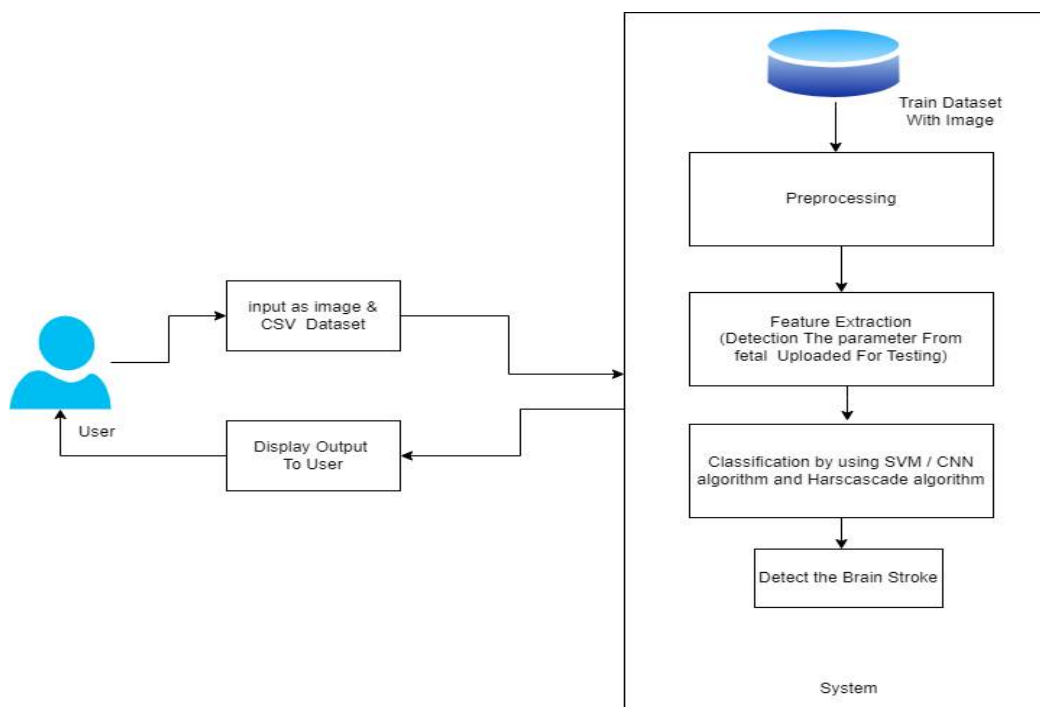 Train Dataset
With Image
Preprocessing
input as image &
CSV Dataset
Feature Extraction
(Detection The parameter From
fetal Uploaded For Testing)
User
Display Output
To User
Classification by using SVM / CNN
algorithm and Harscascade algorithm
Detect the Brain Stroke
System